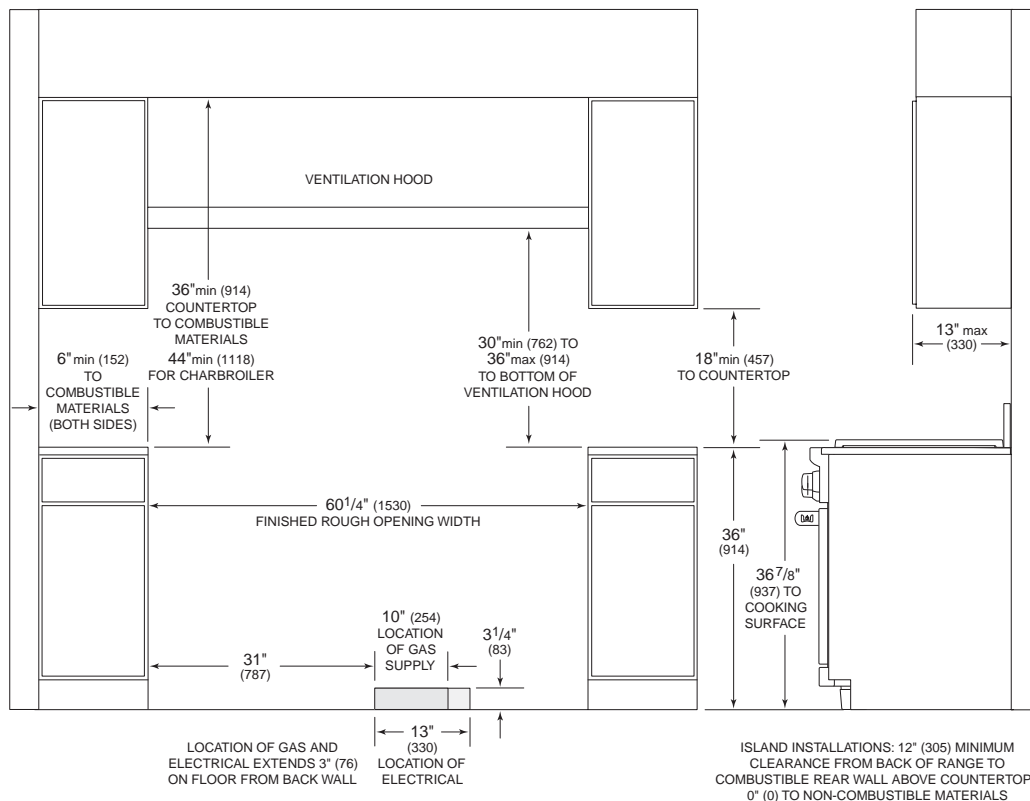 VENTILATION HOOD
36" min (914)
COUNTERTOP
TO COMBUSTIBLE
MATERIALS
44" min (1118)
FOR CHARBROILER
6" min (152)
TO
COMBUSTIBLE
MATERIALS
(BOTH SIDES)
30" min (762) TO
36" max (914)
TO BOTTOM OF
VENTILATION HOOD
18" min (457)
TO COUNTERTOP
13" max
(330)
60 1/4" (1530)
FINISHED ROUGH OPENING WIDTH
36"
(914)
36 7/8"
(937) TO
COOKING
SURFACE
10" (254)
LOCATION
OF GAS
SUPPLY
3 1/4"
(83)
31"
(787)
13"
(330)
LOCATION OF
ELECTRICAL
LOCATION OF GAS AND
ELECTRICAL EXTENDS 3" (76)
ON FLOOR FROM BACK WALL
ISLAND INSTALLATIONS: 12" (305) MINIMUM
CLEARANCE FROM BACK OF RANGE TO
COMBUSTIBLE REAR WALL ABOVE COUNTERTOP
0" (0) TO NON-COMBUSTIBLE MATERIALS